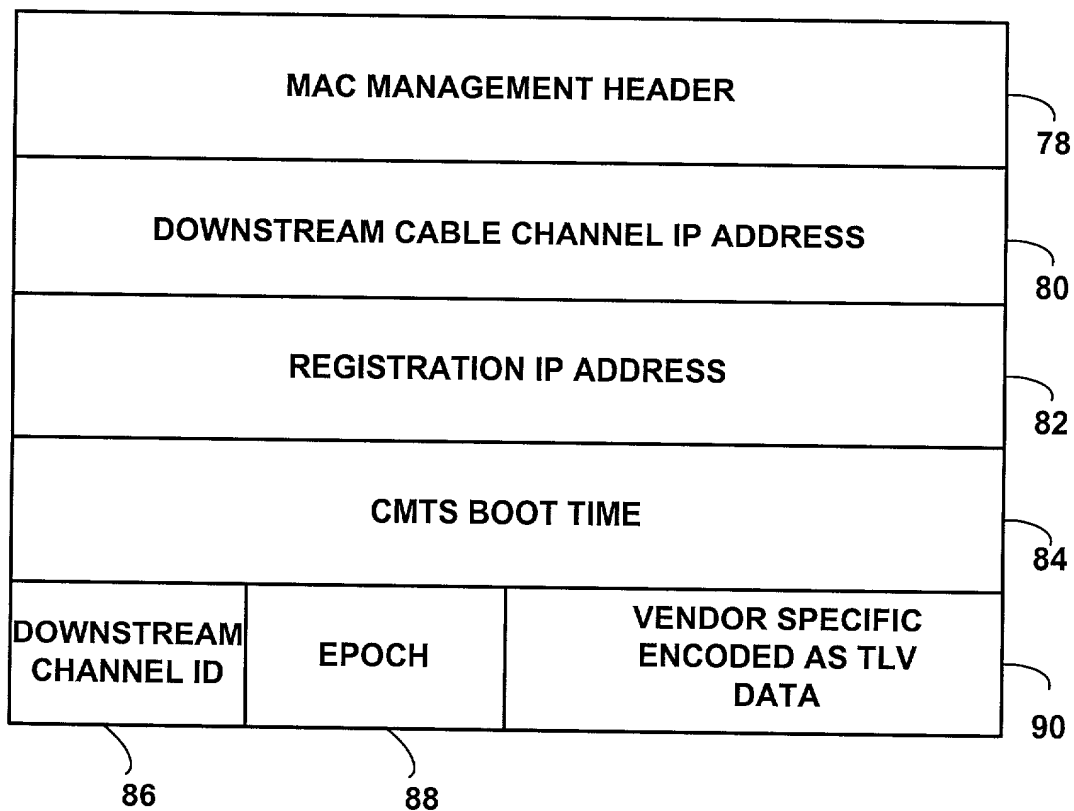 MAC MANAGEMENT HEADER
78
DOWNSTREAM CABLE CHANNEL IP ADDRESS
80
REGISTRATION IP ADDRESS
82
CMTS BOOT TIME
84
DOWNSTREAM
CHANNEL ID
EPOCH
VENDOR SPECIFIC
ENCODED AS TLV
DATA
90
86
88